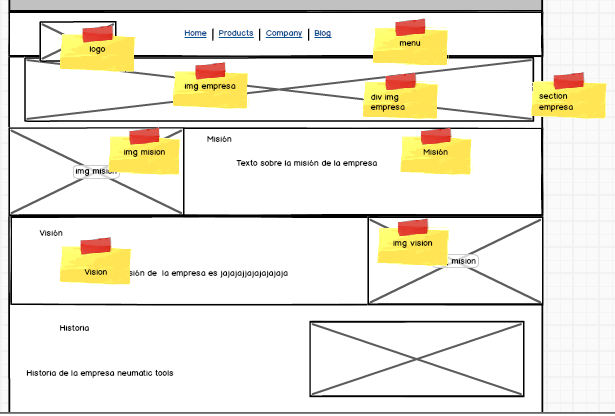 logo
Home | Products | Company | Blog
menu
img empresa
div img
empresa
section
empresa
img mision
img mision
Misión
Texto sobre la misión de la empresa
Misión
Visión
Vision
sión de la empresa es jajajajjajajajajaja
img vision
mision
Historia
Historia de la empresa neumatic tools